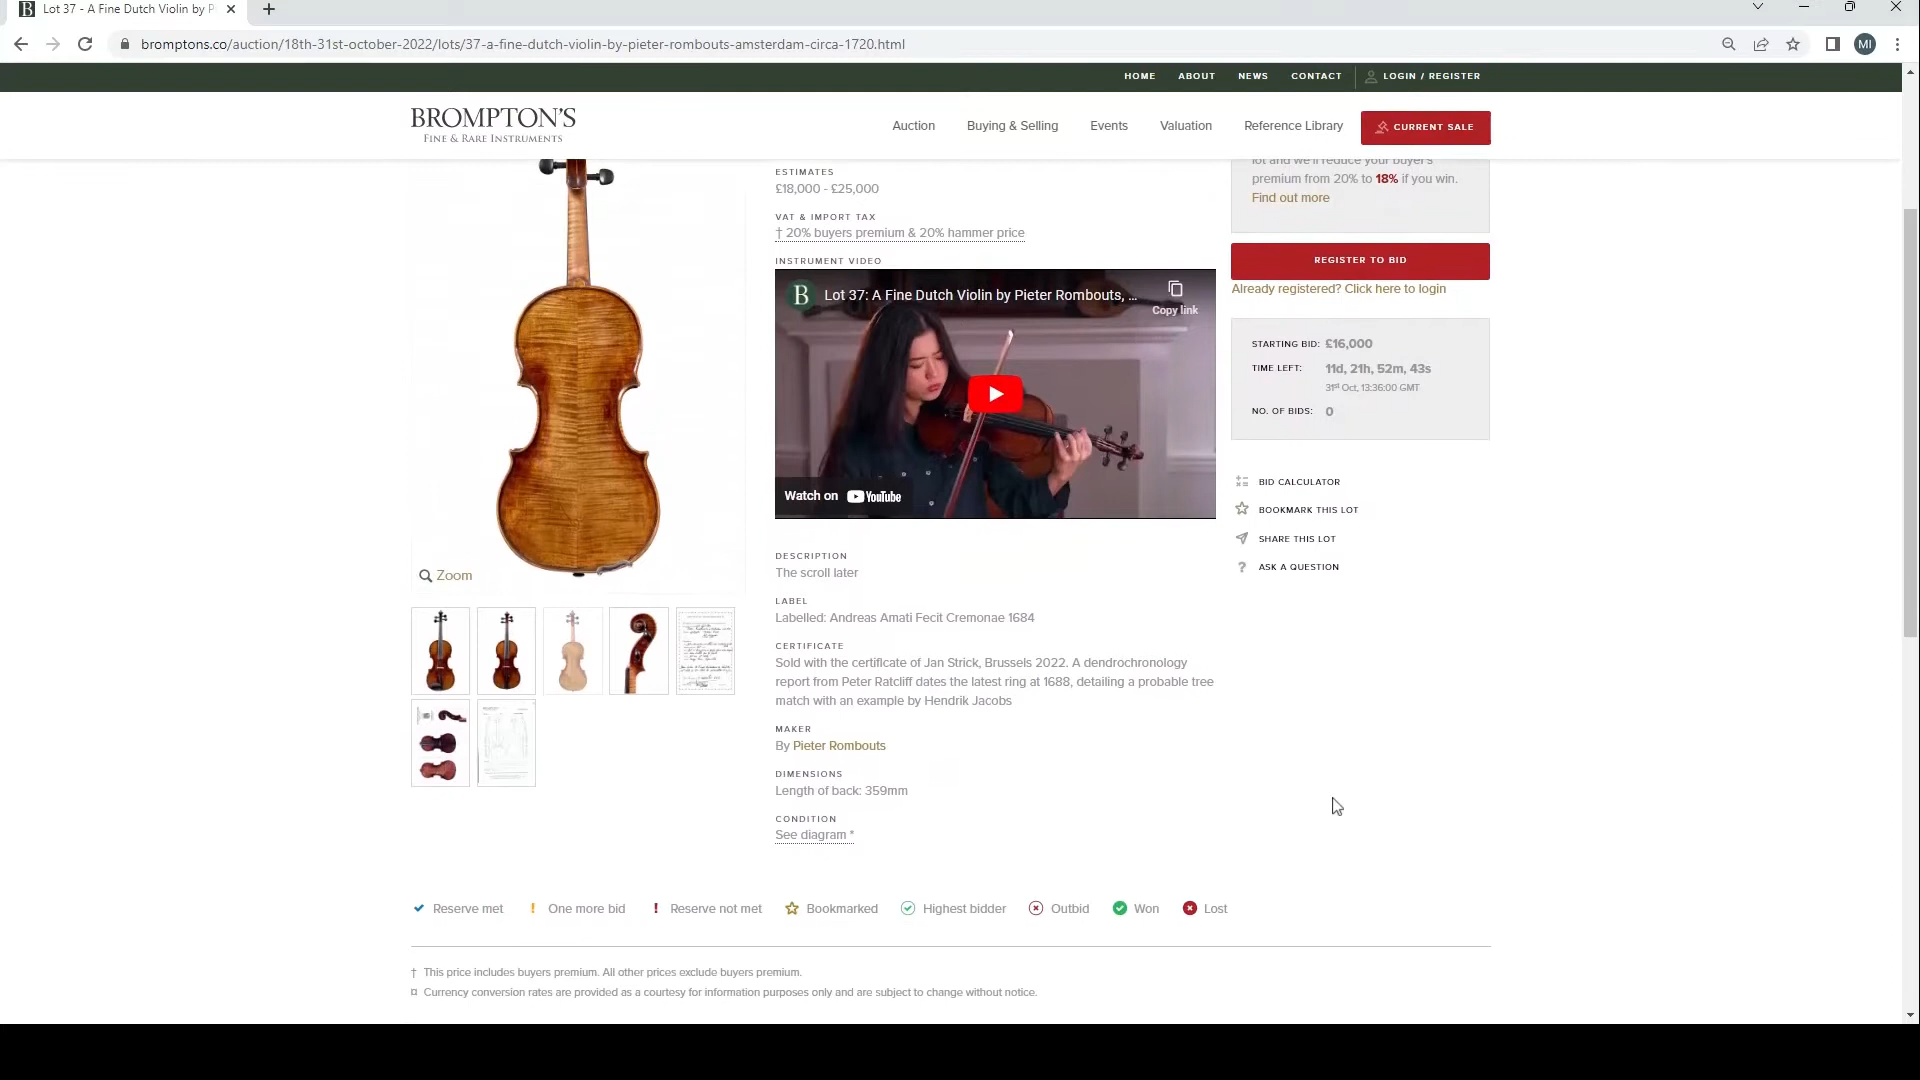 B Lot 37 - A Fine Dutch Violin by P
bromptons.co/auction/18th-31st-october-2022/lots/37-a-fine-dutch-violin-by-pieter-rombouts-amsterdam-circa-1720.html
MI
HOME ABOUT NEWS CONTACT LOGIN / REGISTER
BROMPTON'S
FINE & RARE INSTRUMENTS
Auction Buying & Selling Events Valuation Reference Library CURRENT SALE
ESTIMATES
£18,000 - £25,000
VAT & IMPORT TAX
† 20% buyers premium & 20% hammer price
INSTRUMENT VIDEO
B Lot 37: A Fine Dutch Violin by Pieter Rombouts, ...
Copy link
Watch on YouTube
Zoom
DESCRIPTION
The scroll later
LABEL
Labelled: Andreas Amati Fecit Cremonae 1684
CERTIFICATE
Sold with the certificate of Jan Strick, Brussels 2022. A dendrochronology
report from Peter Ratcliff dates the latest ring at 1688, detailing a probable tree
match with an example by Hendrik Jacobs
MAKER
By Pieter Rombouts
DIMENSIONS
Length of back: 359mm
CONDITION
See diagram *
lot and we'll reduce your buyer's
premium from 20% to 18% if you win.
Find out more
REGISTER TO BID
Already registered? Click here to login
STARTING BID: £16,000
TIME LEFT: 11d, 21h, 52m, 43s
31st Oct, 13:36:00 GMT
NO. OF BIDS: 0
BID CALCULATOR
BOOKMARK THIS LOT
SHARE THIS LOT
? ASK A QUESTION
Reserve met ! One more bid ! Reserve not met Bookmarked Highest bidder Outbid Won Lost
† This price includes buyers premium. All other prices exclude buyers premium.
¤ Currency conversion rates are provided as a courtesy for information purposes only and are subject to change without notice.